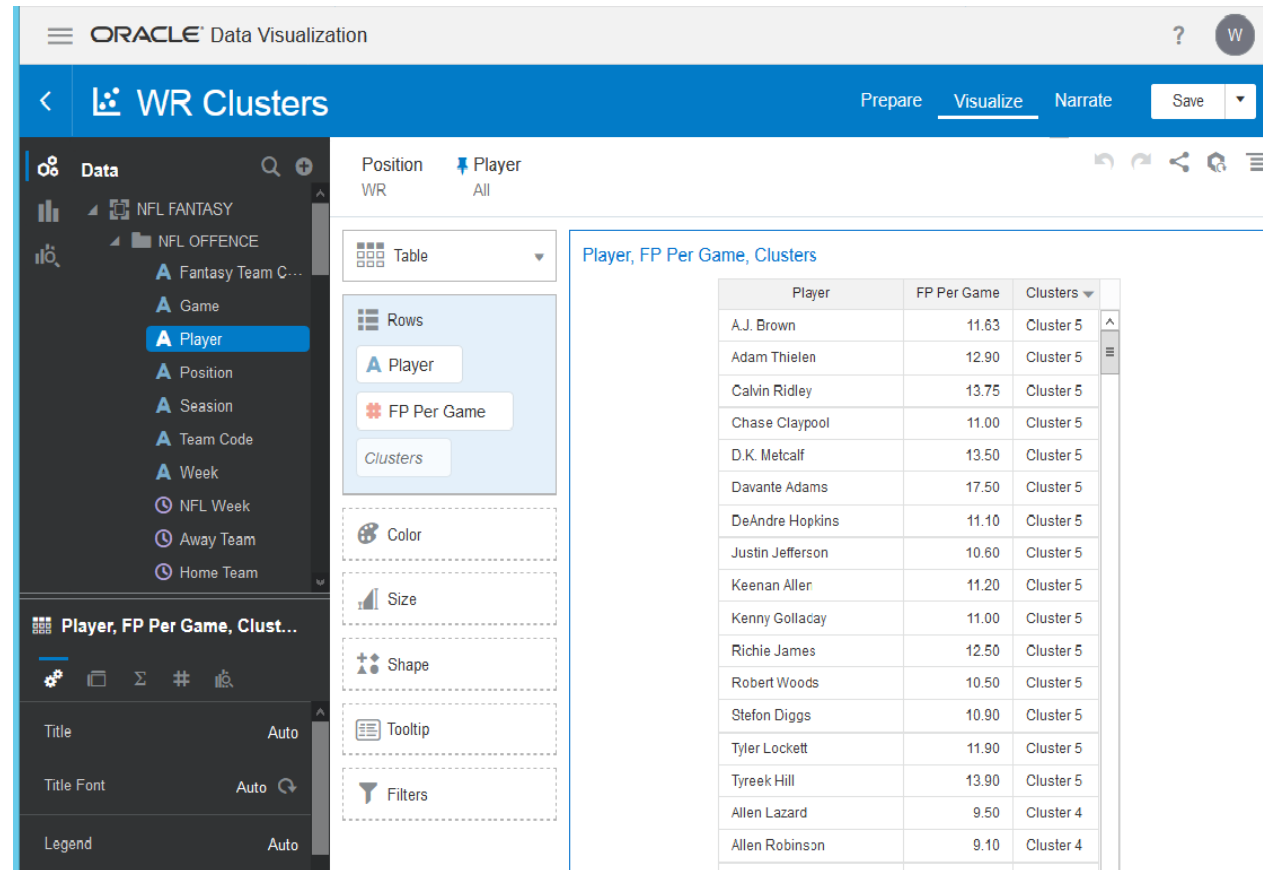 ORACLE Data Visualization
?
W
WR Clusters
Prepare
Visualize
Narrate
Save
Data
NFL FANTASY
NFL OFFENCE
A Fantasy Team C...
A Game
A Player
A Position
A Seasion
A Team Code
A Week
NFL Week
Away Team
Home Team
Player, FP Per Game, Clust...
Σ
#
Title Auto
Title Font Auto
Legend Auto
Position
WR
Player
All
Table
Rows
A Player
# FP Per Game
Clusters
Color
Size
Shape
Tooltip
Filters
Player, FP Per Game, Clusters
Player FP Per Game Clusters
A.J. Brown 11.63 Cluster 5
Adam Thielen 12.90 Cluster 5
Calvin Ridley 13.75 Cluster 5
Chase Claypool 11.00 Cluster 5
D.K. Metcalf 13.50 Cluster 5
Davante Adams 17.50 Cluster 5
DeAndre Hopkins 11.10 Cluster 5
Justin Jefferson 10.60 Cluster 5
Keenan Allen 11.20 Cluster 5
Kenny Golladay 11.00 Cluster 5
Richie James 12.50 Cluster 5
Robert Woods 10.50 Cluster 5
Stefon Diggs 10.90 Cluster 5
Tyler Lockett 11.90 Cluster 5
Tyreek Hill 13.90 Cluster 5
Allen Lazard 9.50 Cluster 4
Allen Robinson 9.10 Cluster 4